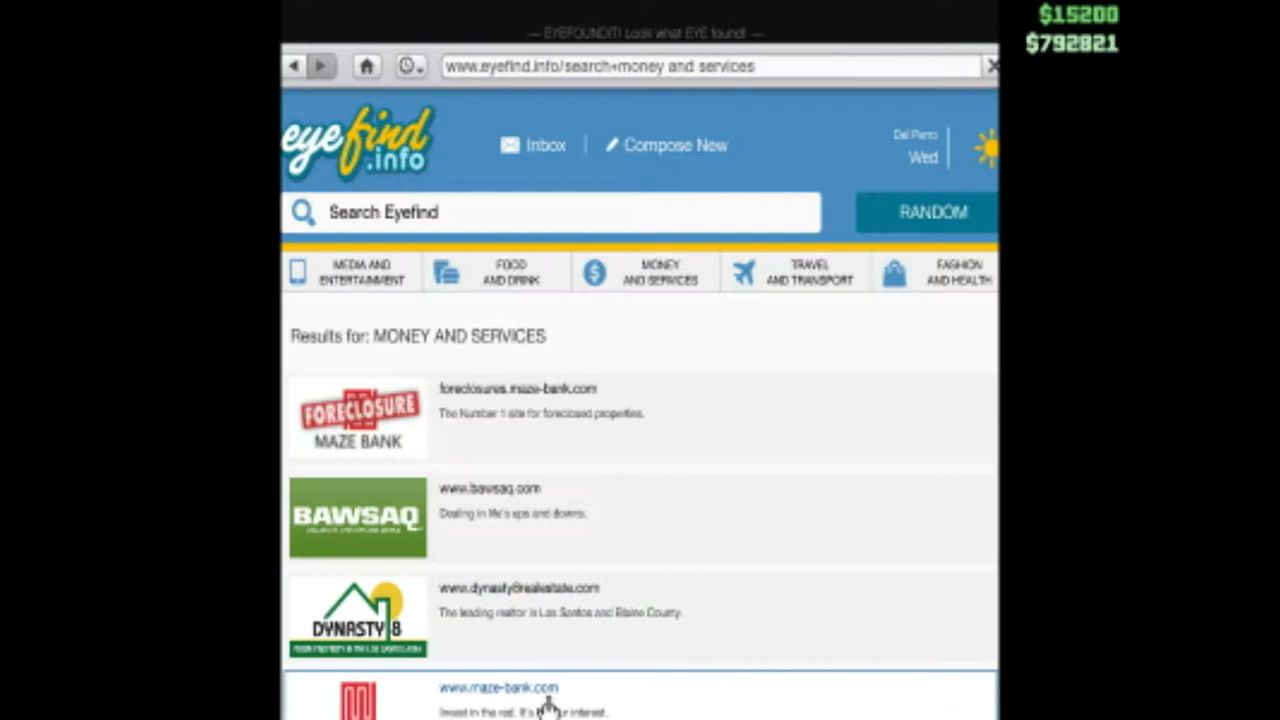 $15200
$792821
— EYEFOUNDIT! Look what EYE found! —
www.eyefind.info/search+money and services
eyefind.info
Inbox
Compose New
Del Perro
Wed
Search Eyefind
RANDOM
MEDIA AND ENTERTAINMENT
FOOD AND DRINK
MONEY AND SERVICES
TRAVEL AND TRANSPORT
FASHION AND HEALTH
Results for: MONEY AND SERVICES
FORECLOSURE
MAZE BANK
foreclosures.maze-bank.com
The Number 1 site for foreclosed properties.
BAWSAQ
www.bawsaq.com
Dealing in life's ups and downs.
DYNASTY 8
www.dynasty8realestate.com
The leading realtor in Los Santos and Blaine County.
www.maze-bank.com
Invest in the red. It's
interest.